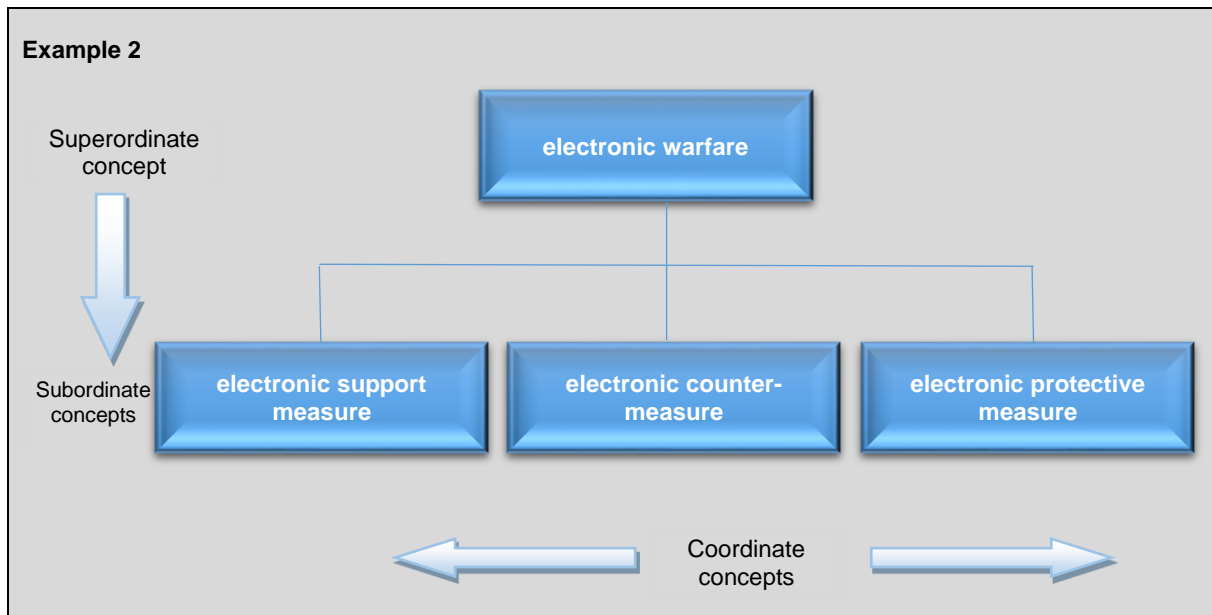 Example 2
Superordinate
concept
electronic warfare
Subordinate
concepts
electronic support
measure
electronic counter-
measure
electronic protective
measure
Coordinate
concepts